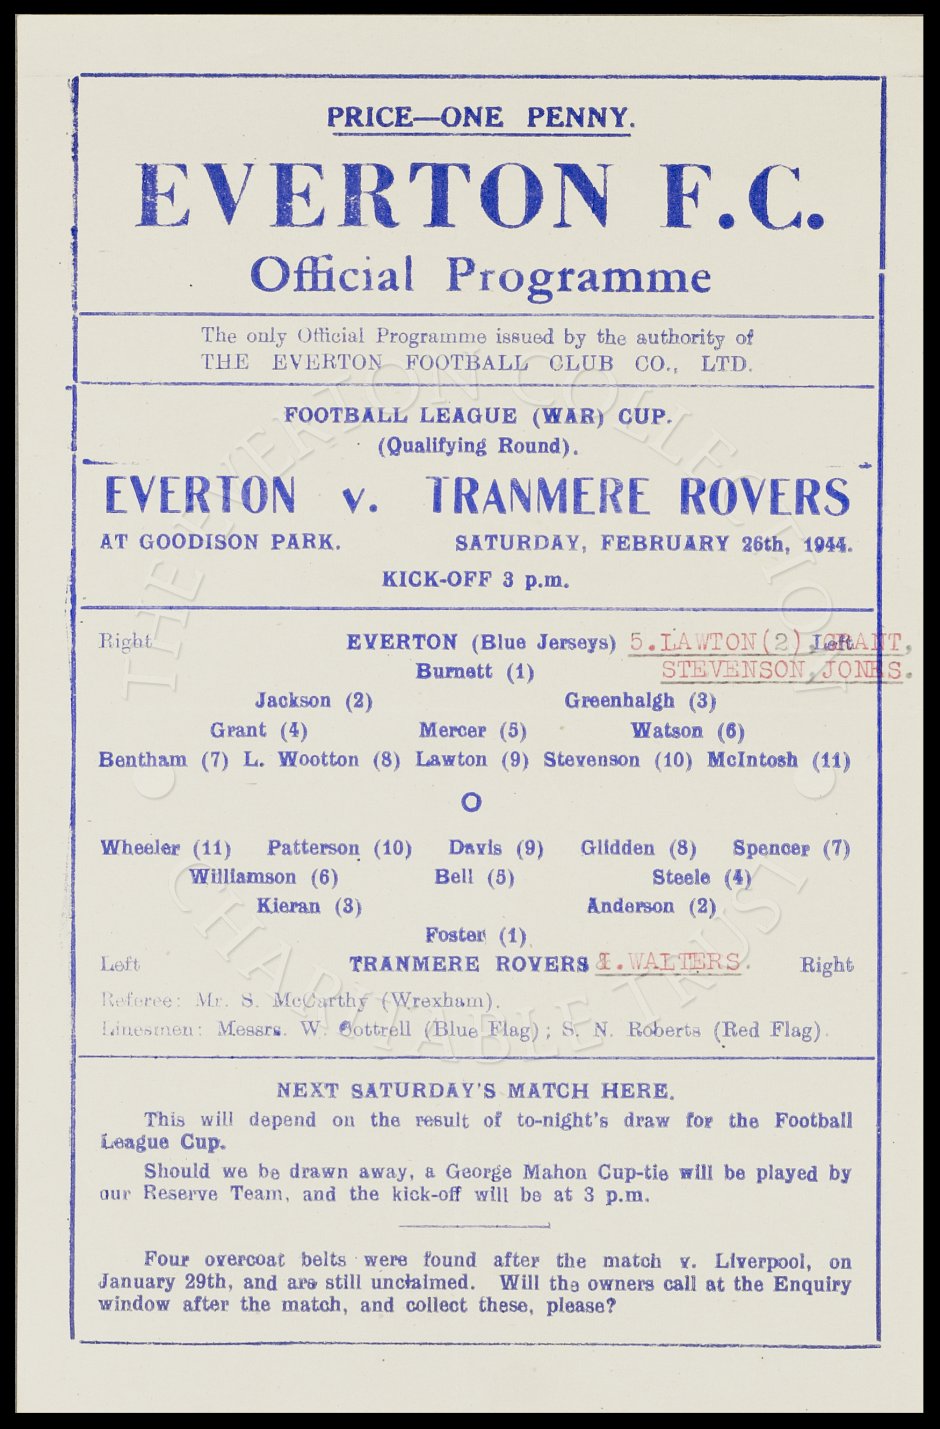 PRICE—ONE PENNY.
EVERTON F.C.
Official Programme
The only Official Programme issued by the authority of
THE EVERTON FOOTBALL CLUB CO., LTD.
FOOTBALL LEAGUE (WAR) CUP.
(Qualifying Round).
EVERTON v. TRANMERE ROVERS
AT GOODISON PARK. SATURDAY, FEBRUARY 26th, 1944.
KICK-OFF 3 p.m.
Right EVERTON (Blue Jerseys) 5.LAWTON(2),GRANT, Left
STEVENSON,JONES.
Burnett (1)
Jackson (2) Greenhalgh (3)
Grant (4) Mercer (5) Watson (6)
Bentham (7) L. Wootton (8) Lawton (9) Stevenson (10) McIntosh (11)
O
Wheeler (11) Patterson (10) Davis (9) Glidden (8) Spencer (7)
Williamson (6) Bell (5) Steele (4)
Kieran (3) Anderson (2)
Foster (1)
Left TRANMERE ROVERS WALTERS. Right
Referee: Mr. S. McCarthy (Wrexham).
Linesmen: Messrs. W. Cottrell (Blue Flag); S. N. Roberts (Red Flag).
NEXT SATURDAY'S MATCH HERE.
This will depend on the result of to-night's draw for the Football
League Cup.
Should we be drawn away, a George Mahon Cup-tie will be played by
our Reserve Team, and the kick-off will be at 3 p.m.
Four overcoat belts were found after the match v. Liverpool, on
January 29th, and are still unclaimed. Will the owners call at the Enquiry
window after the match, and collect these, please?
THE EVERTON COLLECTION
CHARITABLE TRUST